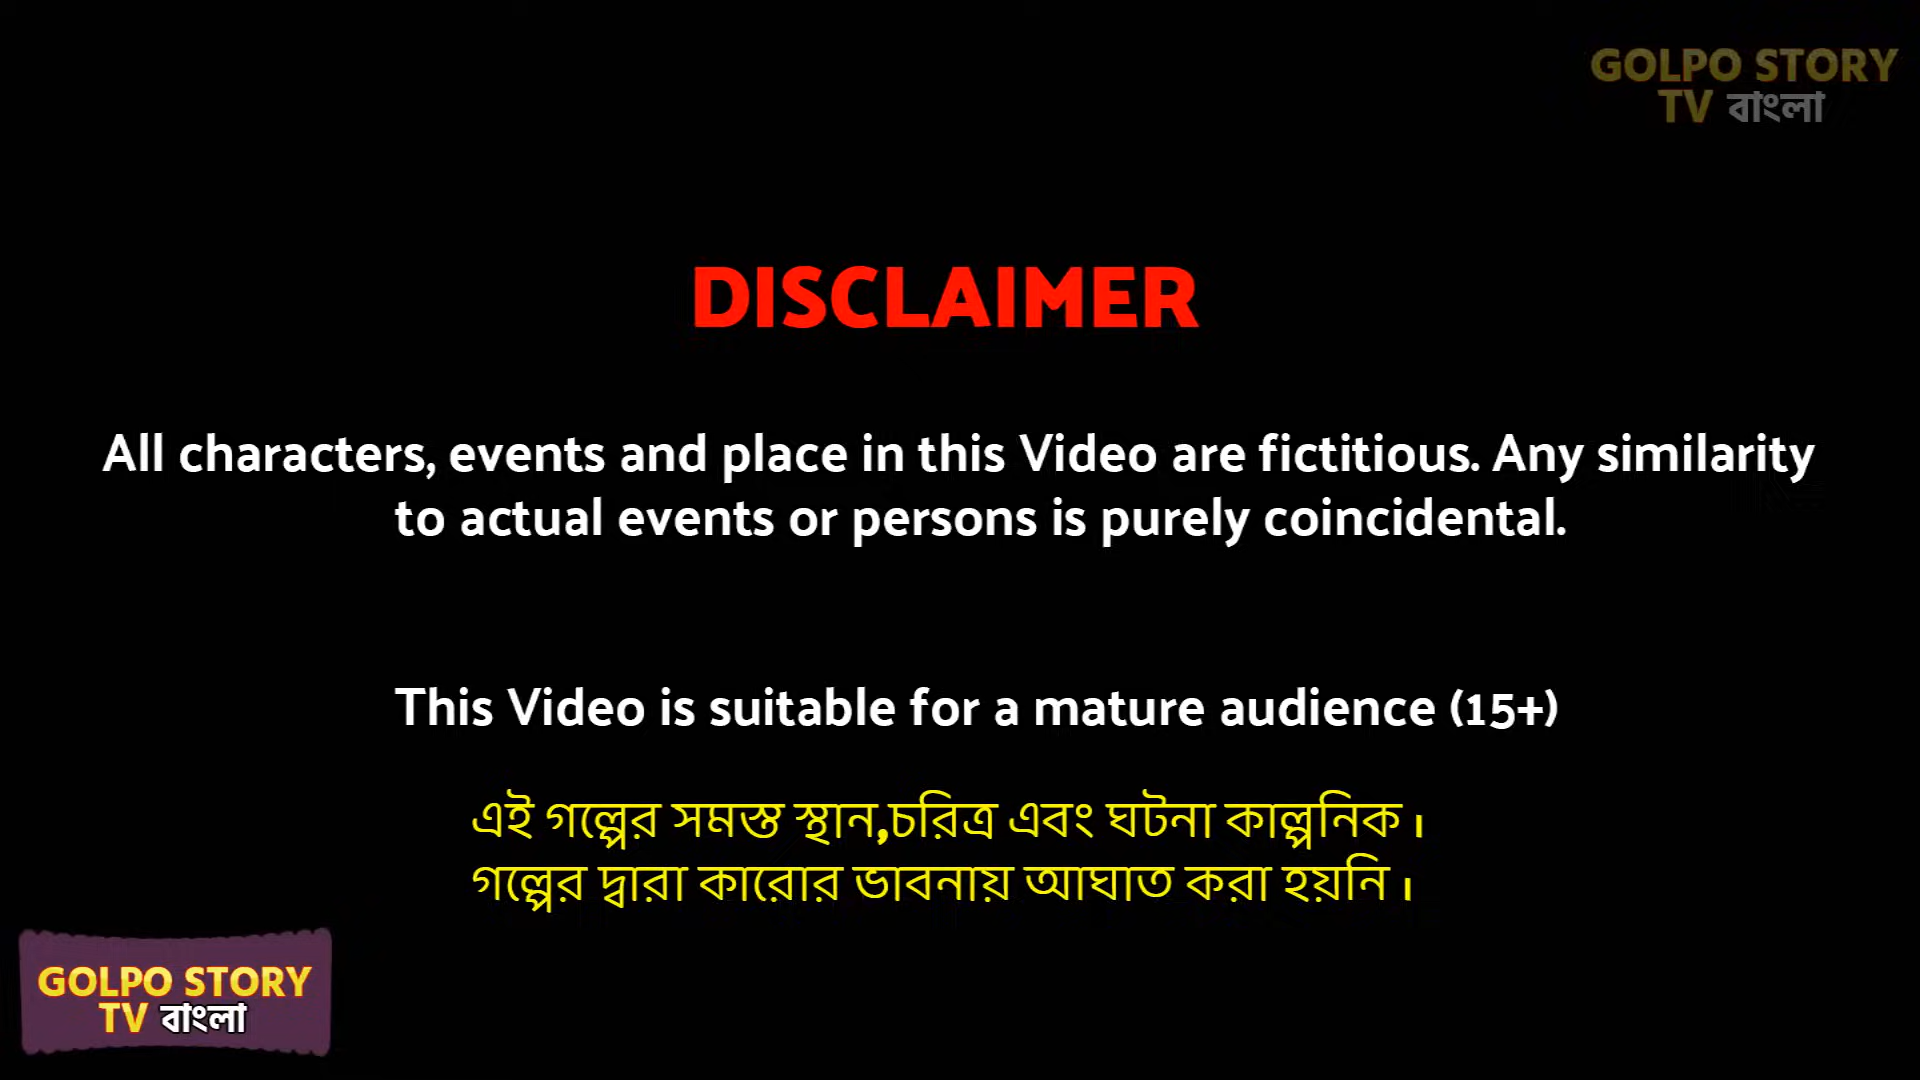 GOLPO STORY
TV বাংলা
DISCLAIMER
All characters, events and place in this Video are fictitious. Any similarity
to actual events or persons is purely coincidental.
This Video is suitable for a mature audience (15+)
এই গল্পের সমস্ত স্থান,চরিত্র এবং ঘটনা কাল্পনিক।
গল্পের দ্বারা কারোর ভাবনায় আঘাত করা হয়নি।
GOLPO STORY
TV বাংলা